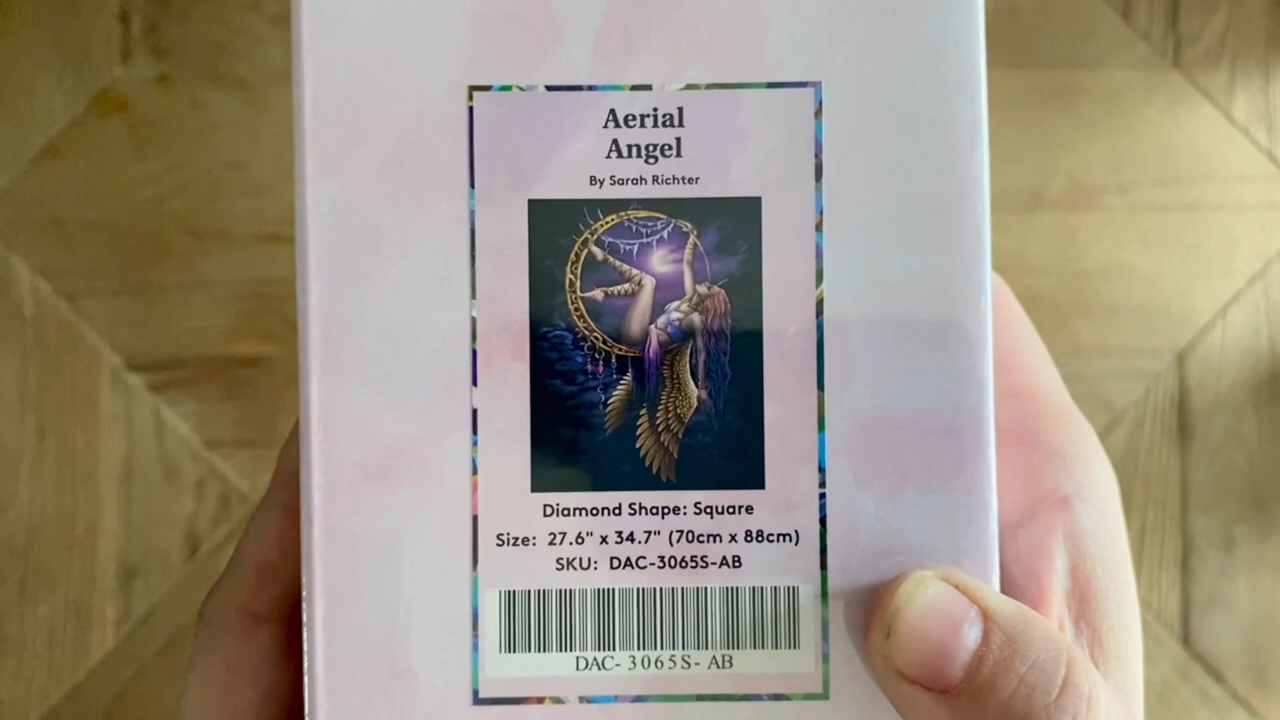 Aerial
Angel
By Sarah Richter
Diamond Shape: Square
Size: 27.6" x 34.7" (70cm x 88cm)
SKU: DAC-3065S-AB
DAC- 3065S- AB